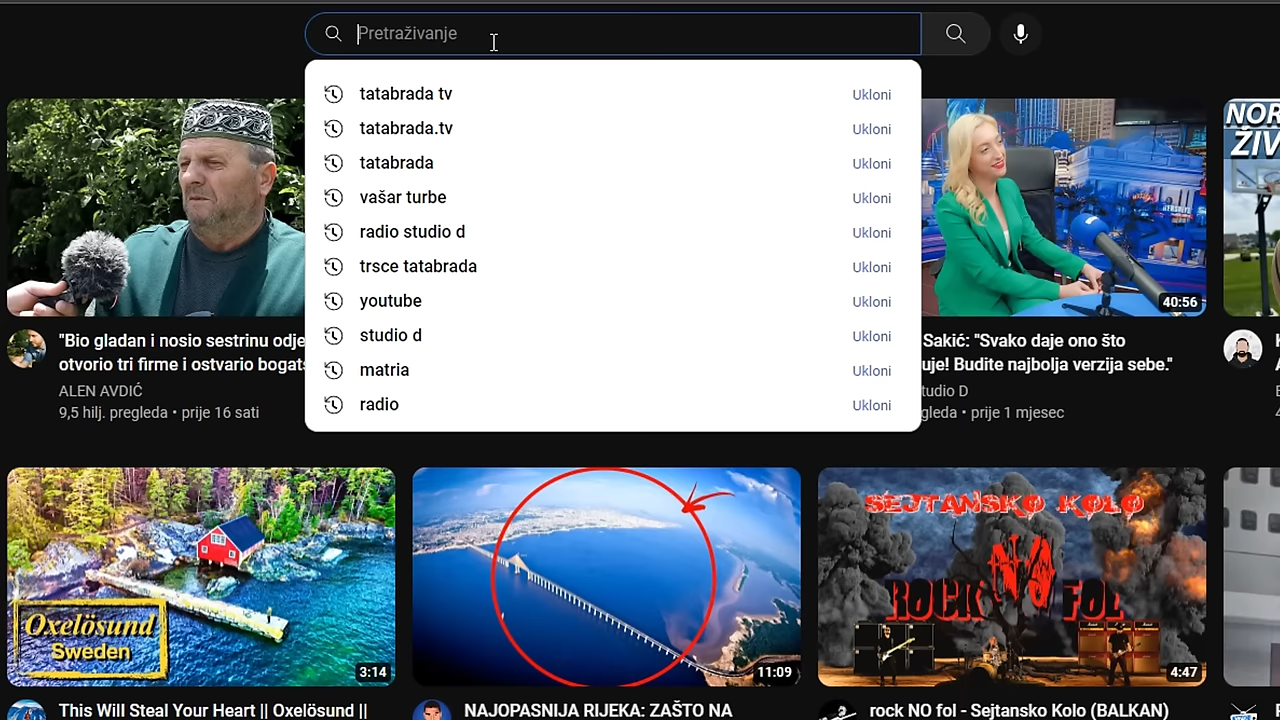 Pretraživanje
tatabrada tv Ukloni
tatabrada.tv Ukloni
tatabrada Ukloni
vašar turbe Ukloni
radio studio d Ukloni
trsce tatabrada Ukloni
youtube Ukloni
studio d Ukloni
matria Ukloni
radio Ukloni
NOR
ŽIV
40:56
"Bio gladan i nosio sestrinu odje
otvorio tri firme i ostvario bogats
ALEN AVDIĆ
9,5 hilj. pregleda • prije 16 sati
Sakić: "Svako daje ono što
uje! Budite najbolja verzija sebe."
tudio D
gleda • prije 1 mjesec
Oxelösund
Sweden
3:14
11:09
SEJTANSKO KOLO
ROCK NO FOL
4:47
This Will Steal Your Heart || Oxelösund ||
NAJOPASNIJA RIJEKA: ZAŠTO NA
rock NO fol - Sejtansko Kolo (BALKAN)